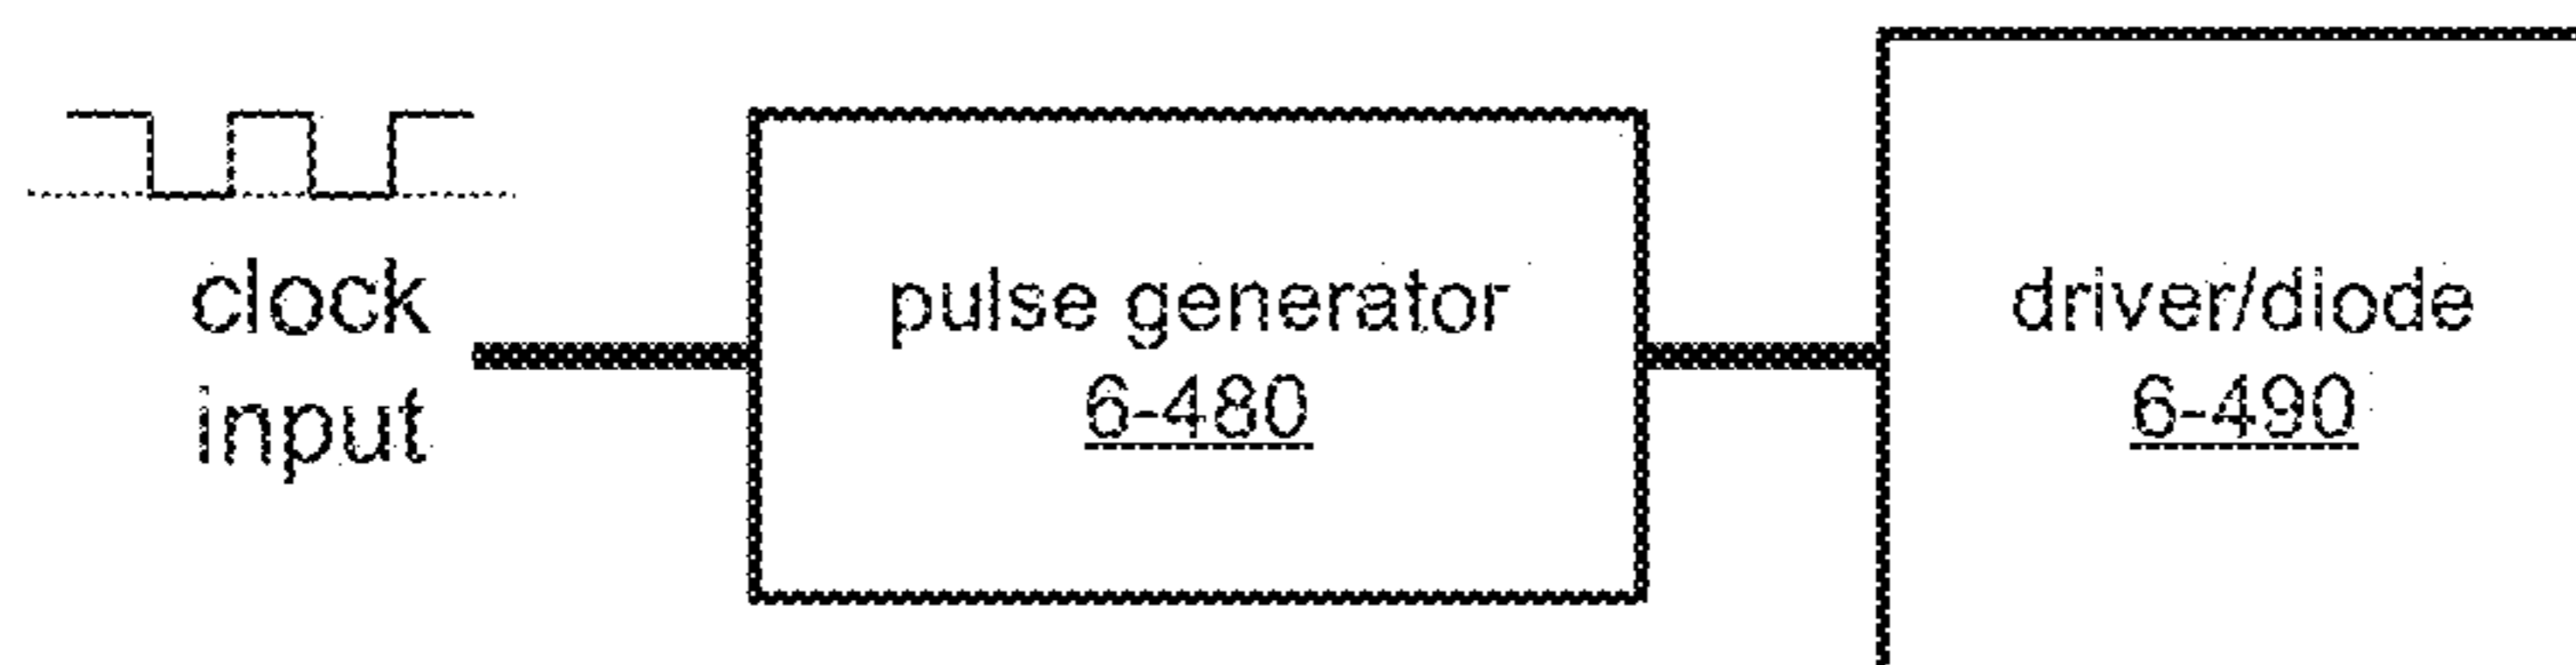 clock
input
pulse generator
6-480
driver/diode
6-490